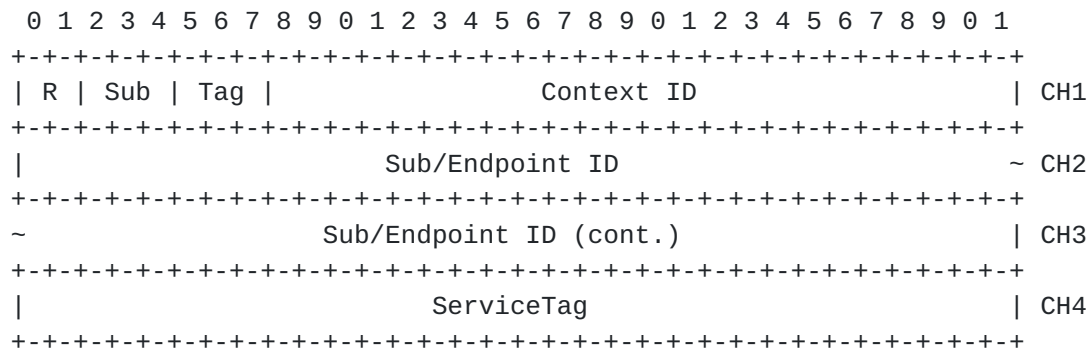 0 1 2 3 4 5 6 7 8 9 0 1 2 3 4 5 6 7 8 9 0 1 2 3 4 5 6 7 8 9 0 1
+-+-+-+-+-+-+-+-+-+-+-+-+-+-+-+-+-+-+-+-+-+-+-+-+-+-+-+-+-+-+-+-+
| R | Sub | Tag |                 Context ID                    | CH1
+-+-+-+-+-+-+-+-+-+-+-+-+-+-+-+-+-+-+-+-+-+-+-+-+-+-+-+-+-+-+-+-+
|                       Sub/Endpoint ID                         ~ CH2
+-+-+-+-+-+-+-+-+-+-+-+-+-+-+-+-+-+-+-+-+-+-+-+-+-+-+-+-+-+-+-+-+
~                   Sub/Endpoint ID (cont.)                     | CH3
+-+-+-+-+-+-+-+-+-+-+-+-+-+-+-+-+-+-+-+-+-+-+-+-+-+-+-+-+-+-+-+-+
|                          ServiceTag                           | CH4
+-+-+-+-+-+-+-+-+-+-+-+-+-+-+-+-+-+-+-+-+-+-+-+-+-+-+-+-+-+-+-+-+